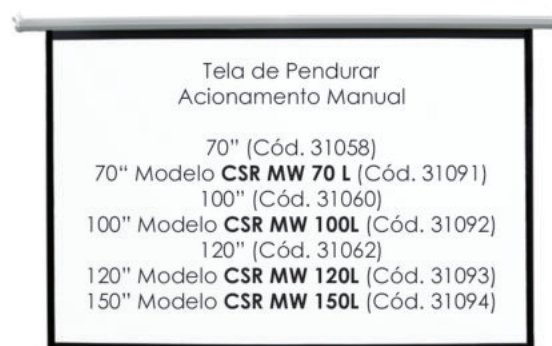 Tela de Pendurar
Acionamento Manual
70” (Cód. 31058)
70“ Modelo CSR MW 70 L (Cód. 31091)
100” (Cód. 31060)
100” Modelo CSR MW 100L (Cód. 31092)
120” (Cód. 31062)
120” Modelo CSR MW 120L (Cód. 31093)
150” Modelo CSR MW 150L (Cód. 31094)